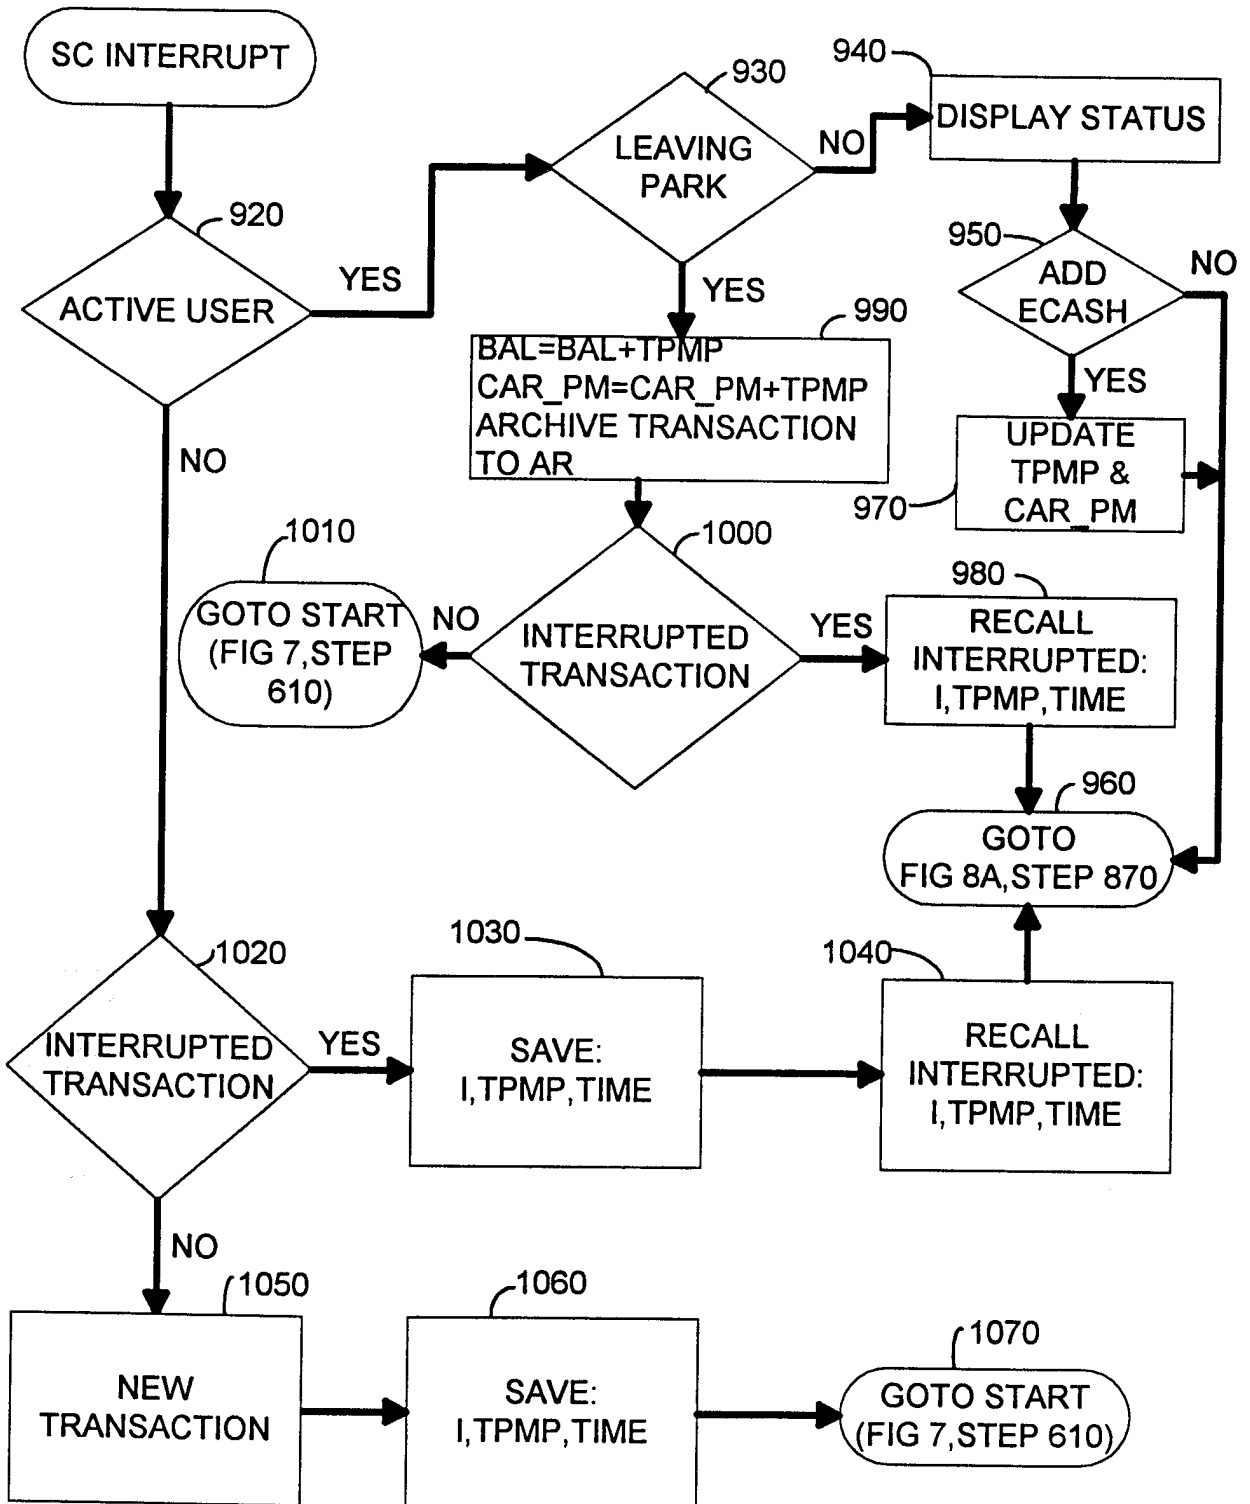 SC INTERRUPT
920
ACTIVE USER
YES
NO
930
LEAVING
PARK
NO
YES
940
DISPLAY STATUS
950
ADD
ECASH
NO
YES
990
BAL=BAL+TPMP
CAR_PM=CAR_PM+TPMP
ARCHIVE TRANSACTION
TO AR
UPDATE
TPMP &
CAR_PM
970
1010
GOTO START
(FIG 7,STEP
610)
NO
1000
INTERRUPTED
TRANSACTION
YES
980
RECALL
INTERRUPTED:
I,TPMP,TIME
960
GOTO
FIG 8A,STEP 870
1020
INTERRUPTED
TRANSACTION
YES
NO
1030
SAVE:
I,TPMP,TIME
1040
RECALL
INTERRUPTED:
I,TPMP,TIME
1050
NEW
TRANSACTION
1060
SAVE:
I,TPMP,TIME
1070
GOTO START
(FIG 7,STEP 610)